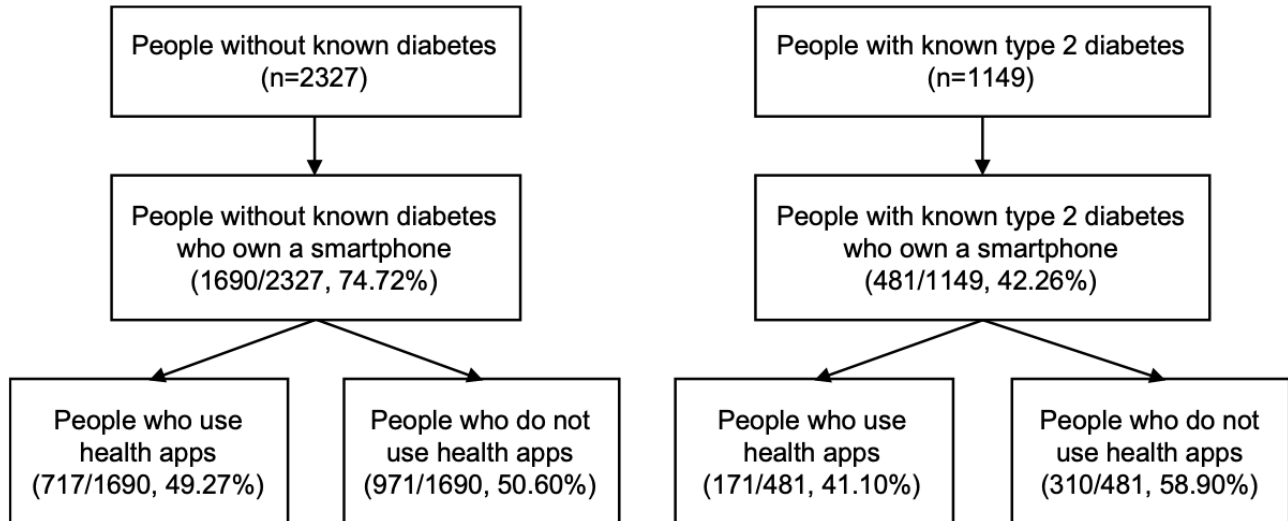 People without known diabetes
(n=2327)
People with known type 2 diabetes
(n=1149)
People without known diabetes
who own a smartphone
(1690/2327, 74.72%)
People with known type 2 diabetes
who own a smartphone
(481/1149, 42.26%)
People who use
health apps
(717/1690, 49.27%)
People who do not
use health apps
(971/1690, 50.60%)
People who use
health apps
(171/481, 41.10%)
People who do not
use health apps
(310/481, 58.90%)